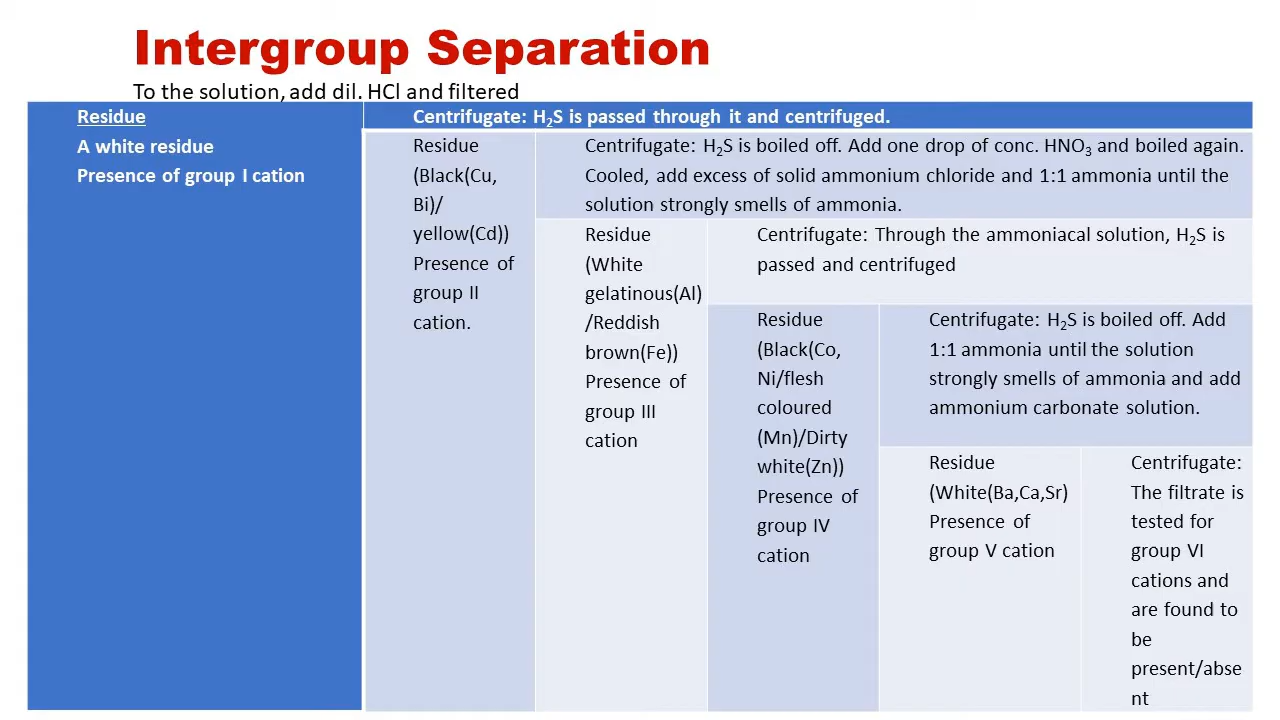 Intergroup Separation
To the solution, add dil. HCl and filtered
Residue
A white residue
Presence of group I cation
Centrifugate: H₂S is passed through it and centrifuged.
Residue
(Black(Cu,
Bi)/
yellow(Cd))
Presence of
group II
cation.
Centrifugate: H₂S is boiled off. Add one drop of conc. HNO₃ and boiled again.
Cooled, add excess of solid ammonium chloride and 1:1 ammonia until the
solution strongly smells of ammonia.
Residue
(White
gelatinous(Al)
/Reddish
brown(Fe))
Presence of
group III
cation
Centrifugate: Through the ammoniacal solution, H₂S is
passed and centrifuged
Residue
(Black(Co,
Ni/flesh
coloured
(Mn)/Dirty
white(Zn))
Presence of
group IV
cation
Centrifugate: H₂S is boiled off. Add
1:1 ammonia until the solution
strongly smells of ammonia and add
ammonium carbonate solution.
Residue
(White(Ba,Ca,Sr)
Presence of
group V cation
Centrifugate:
The filtrate is
tested for
group VI
cations and
are found to
be
present/abse
nt